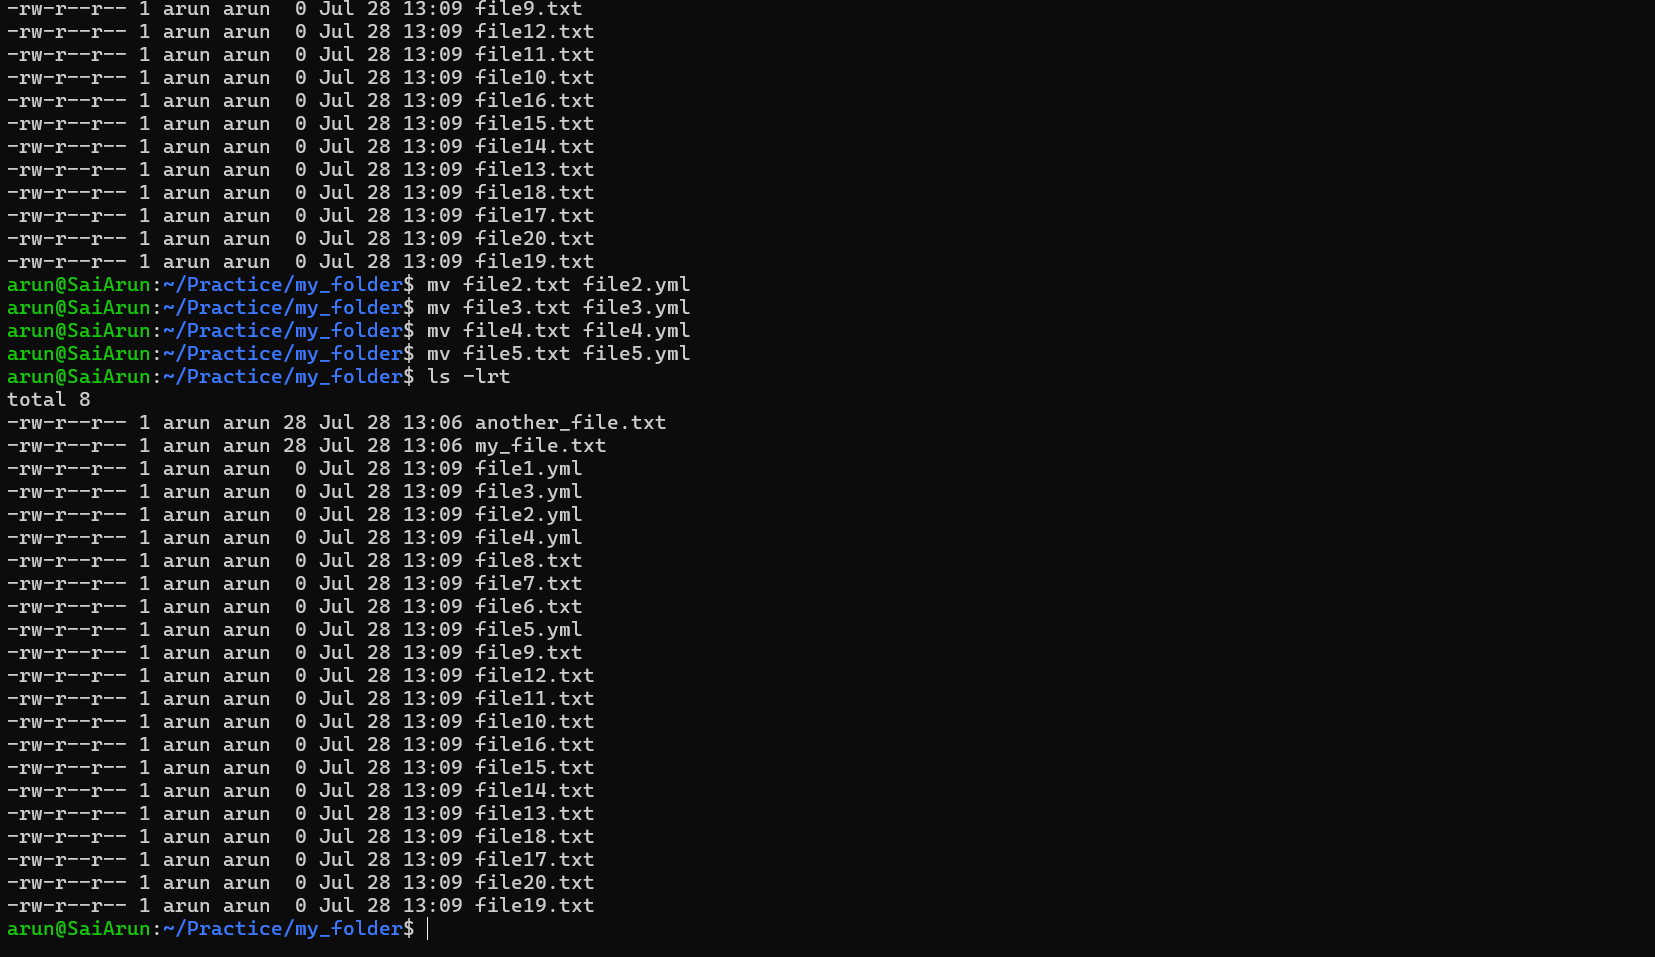 -rw-r--r-- 1 arun arun  0 Jul 28 13:09 file9.txt
-rw-r--r-- 1 arun arun  0 Jul 28 13:09 file12.txt
-rw-r--r-- 1 arun arun  0 Jul 28 13:09 file11.txt
-rw-r--r-- 1 arun arun  0 Jul 28 13:09 file10.txt
-rw-r--r-- 1 arun arun  0 Jul 28 13:09 file16.txt
-rw-r--r-- 1 arun arun  0 Jul 28 13:09 file15.txt
-rw-r--r-- 1 arun arun  0 Jul 28 13:09 file14.txt
-rw-r--r-- 1 arun arun  0 Jul 28 13:09 file13.txt
-rw-r--r-- 1 arun arun  0 Jul 28 13:09 file18.txt
-rw-r--r-- 1 arun arun  0 Jul 28 13:09 file17.txt
-rw-r--r-- 1 arun arun  0 Jul 28 13:09 file20.txt
-rw-r--r-- 1 arun arun  0 Jul 28 13:09 file19.txt
arun@SaiArun:~/Practice/my_folder$ mv file2.txt file2.yml
arun@SaiArun:~/Practice/my_folder$ mv file3.txt file3.yml
arun@SaiArun:~/Practice/my_folder$ mv file4.txt file4.yml
arun@SaiArun:~/Practice/my_folder$ mv file5.txt file5.yml
arun@SaiArun:~/Practice/my_folder$ ls -lrt
total 8
-rw-r--r-- 1 arun arun 28 Jul 28 13:06 another_file.txt
-rw-r--r-- 1 arun arun 28 Jul 28 13:06 my_file.txt
-rw-r--r-- 1 arun arun  0 Jul 28 13:09 file1.yml
-rw-r--r-- 1 arun arun  0 Jul 28 13:09 file3.yml
-rw-r--r-- 1 arun arun  0 Jul 28 13:09 file2.yml
-rw-r--r-- 1 arun arun  0 Jul 28 13:09 file4.yml
-rw-r--r-- 1 arun arun  0 Jul 28 13:09 file8.txt
-rw-r--r-- 1 arun arun  0 Jul 28 13:09 file7.txt
-rw-r--r-- 1 arun arun  0 Jul 28 13:09 file6.txt
-rw-r--r-- 1 arun arun  0 Jul 28 13:09 file5.yml
-rw-r--r-- 1 arun arun  0 Jul 28 13:09 file9.txt
-rw-r--r-- 1 arun arun  0 Jul 28 13:09 file12.txt
-rw-r--r-- 1 arun arun  0 Jul 28 13:09 file11.txt
-rw-r--r-- 1 arun arun  0 Jul 28 13:09 file10.txt
-rw-r--r-- 1 arun arun  0 Jul 28 13:09 file16.txt
-rw-r--r-- 1 arun arun  0 Jul 28 13:09 file15.txt
-rw-r--r-- 1 arun arun  0 Jul 28 13:09 file14.txt
-rw-r--r-- 1 arun arun  0 Jul 28 13:09 file13.txt
-rw-r--r-- 1 arun arun  0 Jul 28 13:09 file18.txt
-rw-r--r-- 1 arun arun  0 Jul 28 13:09 file17.txt
-rw-r--r-- 1 arun arun  0 Jul 28 13:09 file20.txt
-rw-r--r-- 1 arun arun  0 Jul 28 13:09 file19.txt
arun@SaiArun:~/Practice/my_folder$